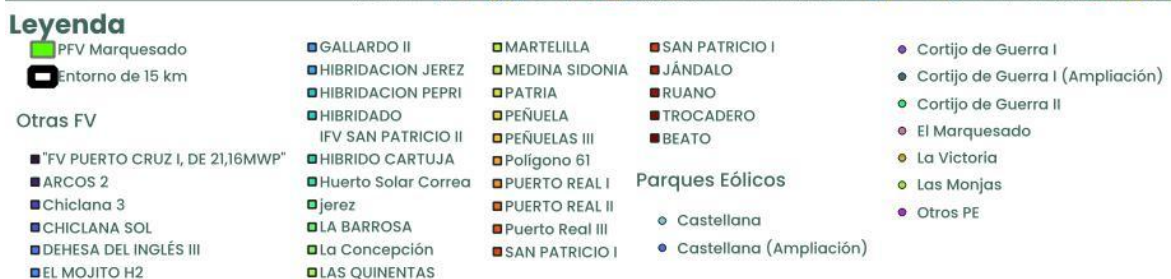 Leyenda
PFV Marquesado
Entorno de 15 km
Otras FV
"FV PUERTO CRUZ I, DE 21,16MWP"
ARCOS 2
Chiclana 3
CHICLANA SOL
DEHESA DEL INGLÉS III
EL MOJITO H2
GALLARDO II
HIBRIDACION JEREZ
HIBRIDACION PEPRI
HIBRIDADO
IFV SAN PATRICIO II
HIBRIDO CARTUJA
Huerto Solar Correa
jerez
LA BARROSA
La Concepción
LAS QUINENTAS
MARTELILLA
MEDINA SIDONIA
PATRIA
PEÑUELA
PEÑUELAS III
Polígono 61
PUERTO REAL I
PUERTO REAL II
Puerto Real III
SAN PATRICIO I
SAN PATRICIO I
JÁNDALO
RUANO
TROCADERO
BEATO
Parques Eólicos
Castellana
Castellana (Ampliación)
Cortijo de Guerra I
Cortijo de Guerra I (Ampliación)
Cortijo de Guerra II
El Marquesado
La Victoria
Las Monjas
Otros PE